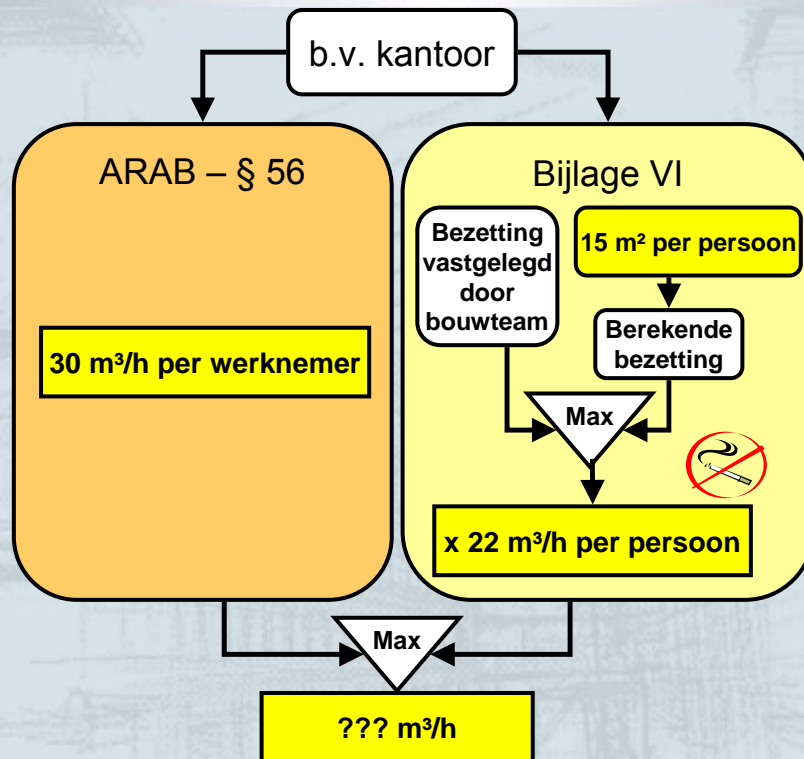 b.v. kantoor
ARAB – § 56
30 m³/h per werknemer
Bijlage VI
Bezetting
vastgelegd
door
bouwteam
15 m² per persoon
Berekende
bezetting
Max
x 22 m³/h per persoon
Max
??? m³/h